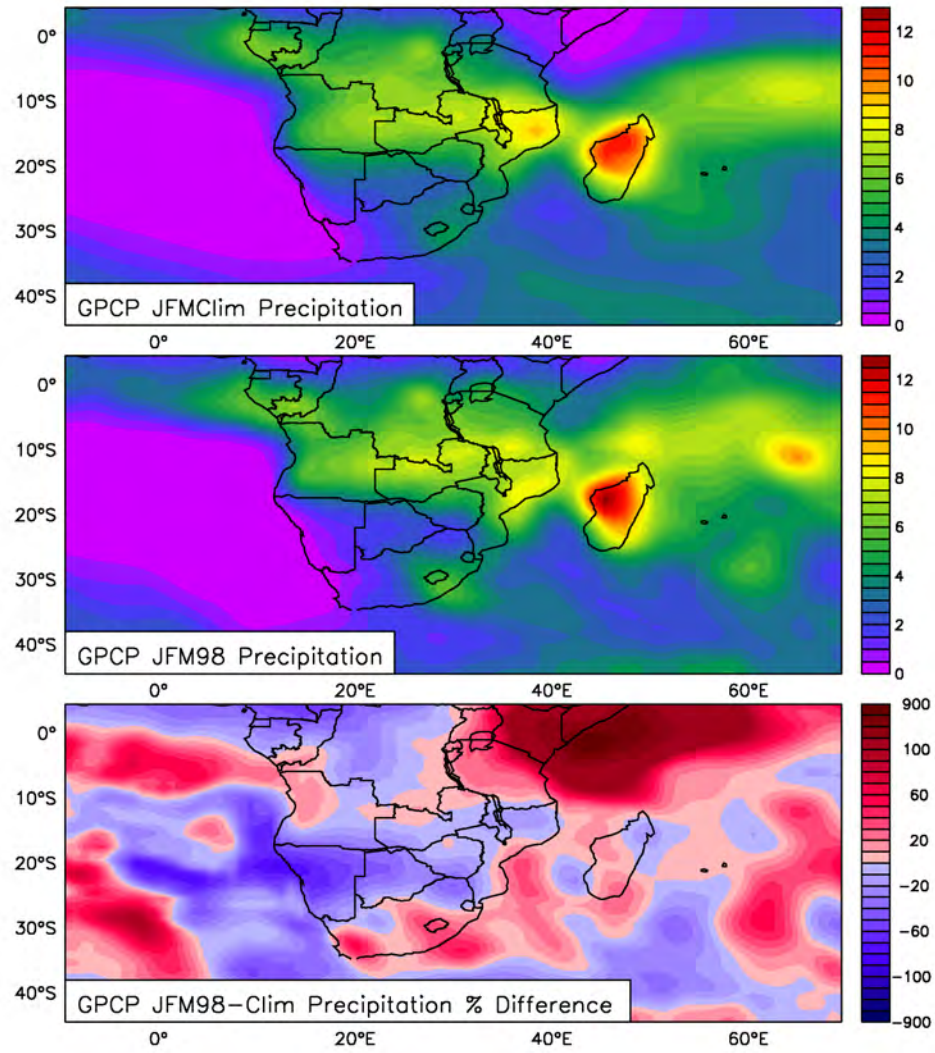 0°
10°S
20°S
30°S
40°S
GPCP JFMClim Precipitation
0° 20°E 40°E 60°E
12
10
8
6
4
2
0
0°
10°S
20°S
30°S
40°S
GPCP JFM98 Precipitation
0° 20°E 40°E 60°E
12
10
8
6
4
2
0
0°
10°S
20°S
30°S
40°S
GPCP JFM98-Clim Precipitation % Difference
0° 20°E 40°E 60°E
900
100
60
20
-20
-60
-100
-900